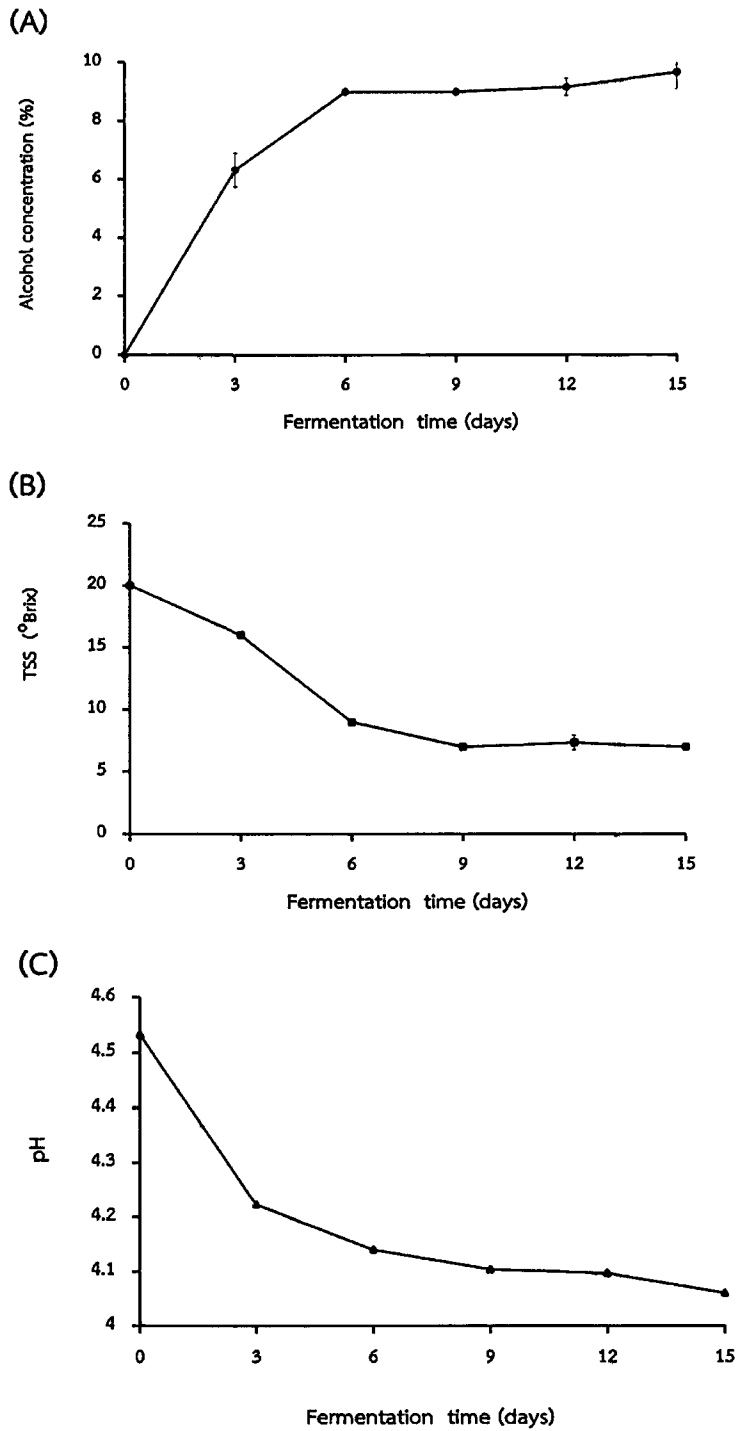 (A)
Alcohol concentration (%)
10
8
6
4
2
0
0 3 6 9 12 15
Fermentation time (days)
(B)
TSS (⁰Brix)
25
20
15
10
5
0
0 3 6 9 12 15
Fermentation time (days)
(C)
pH
4.6
4.5
4.4
4.3
4.2
4.1
4
0 3 6 9 12 15
Fermentation time (days)